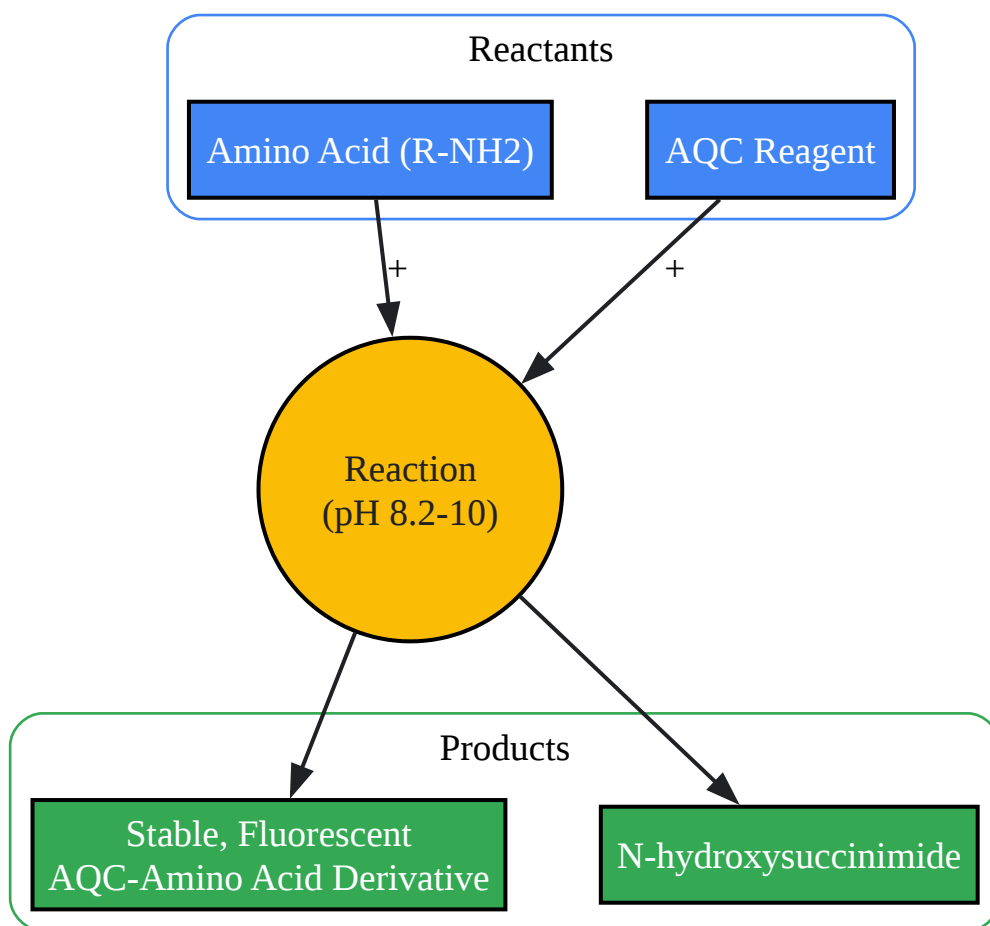 Reactants
Amino Acid (R-NH2)
AQC Reagent
+
+
Reaction
(pH 8.2-10)
Products
Stable, Fluorescent
AQC-Amino Acid Derivative
N-hydroxysuccinimide